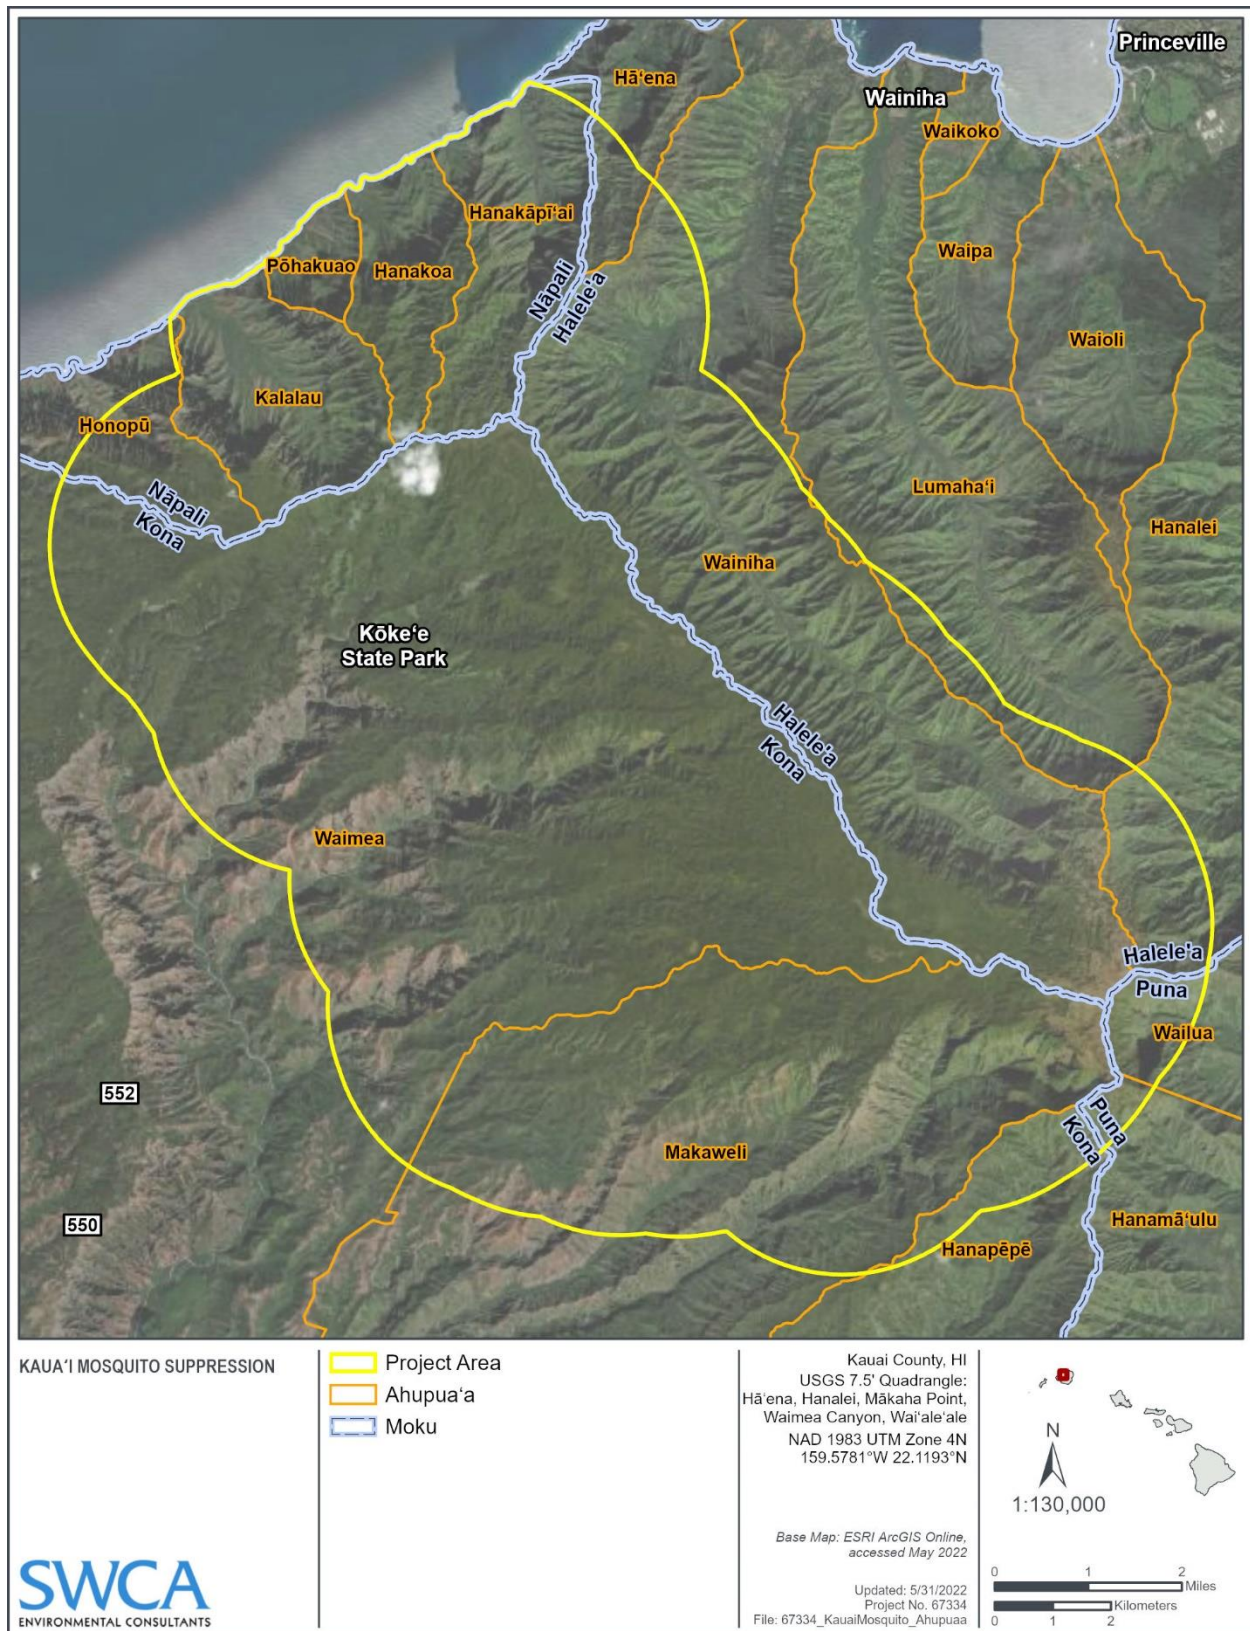 Princeville
Hā‘ena
Wainiha
Waikoko
Hanakāpī‘ai
Waipa
Pōhakuao
Hanakoa
Nāpali
Halele'a
Waioli
Kalalau
Honopū
Lumaha‘i
Nāpali
Kona
Hanalei
Wainiha
Kōke‘e
State Park
Halele'a
Kona
Waimea
Halele'a
Puna
Wailua
552
Puna
Kona
Makaweli
550
Hanamā‘ulu
Hanapēpē
KAUA‘I MOSQUITO SUPPRESSION
Project Area
Ahupua‘a
Moku
Kauai County, HI
USGS 7.5' Quadrangle:
Hā‘ena, Hanalei, Mākaha Point,
Waimea Canyon, Wai‘ale‘ale
NAD 1983 UTM Zone 4N
159.5781°W 22.1193°N
Base Map: ESRI ArcGIS Online,
accessed May 2022
Updated: 5/31/2022
Project No. 67334
File: 67334_KauaiMosquito_Ahupuaa
N
1:130,000
0 1 2
Miles
Kilometers
0 1 2
SWCA
ENVIRONMENTAL CONSULTANTS